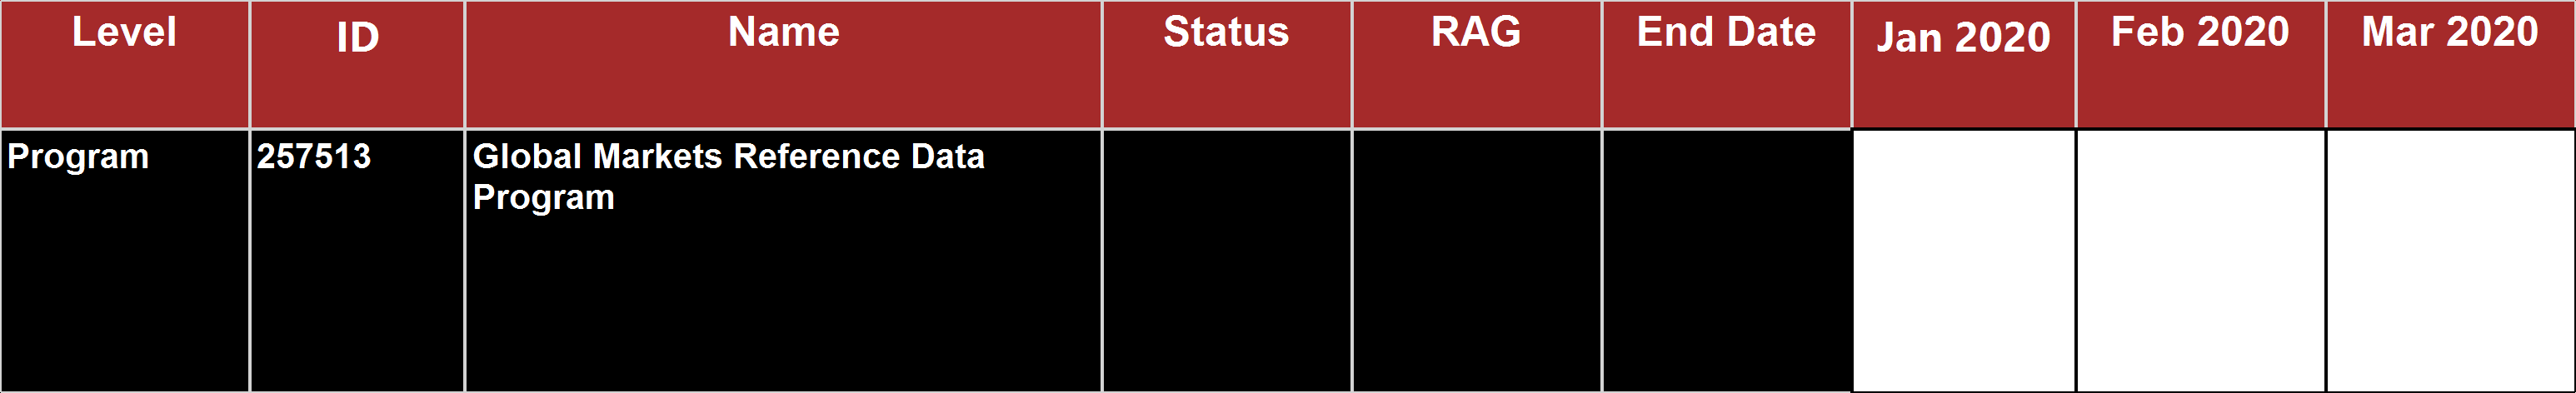 Level ID Name Status RAG End Date Jan 2020 Feb 2020 Mar 2020
Program 257513 Global Markets Reference Data
Program